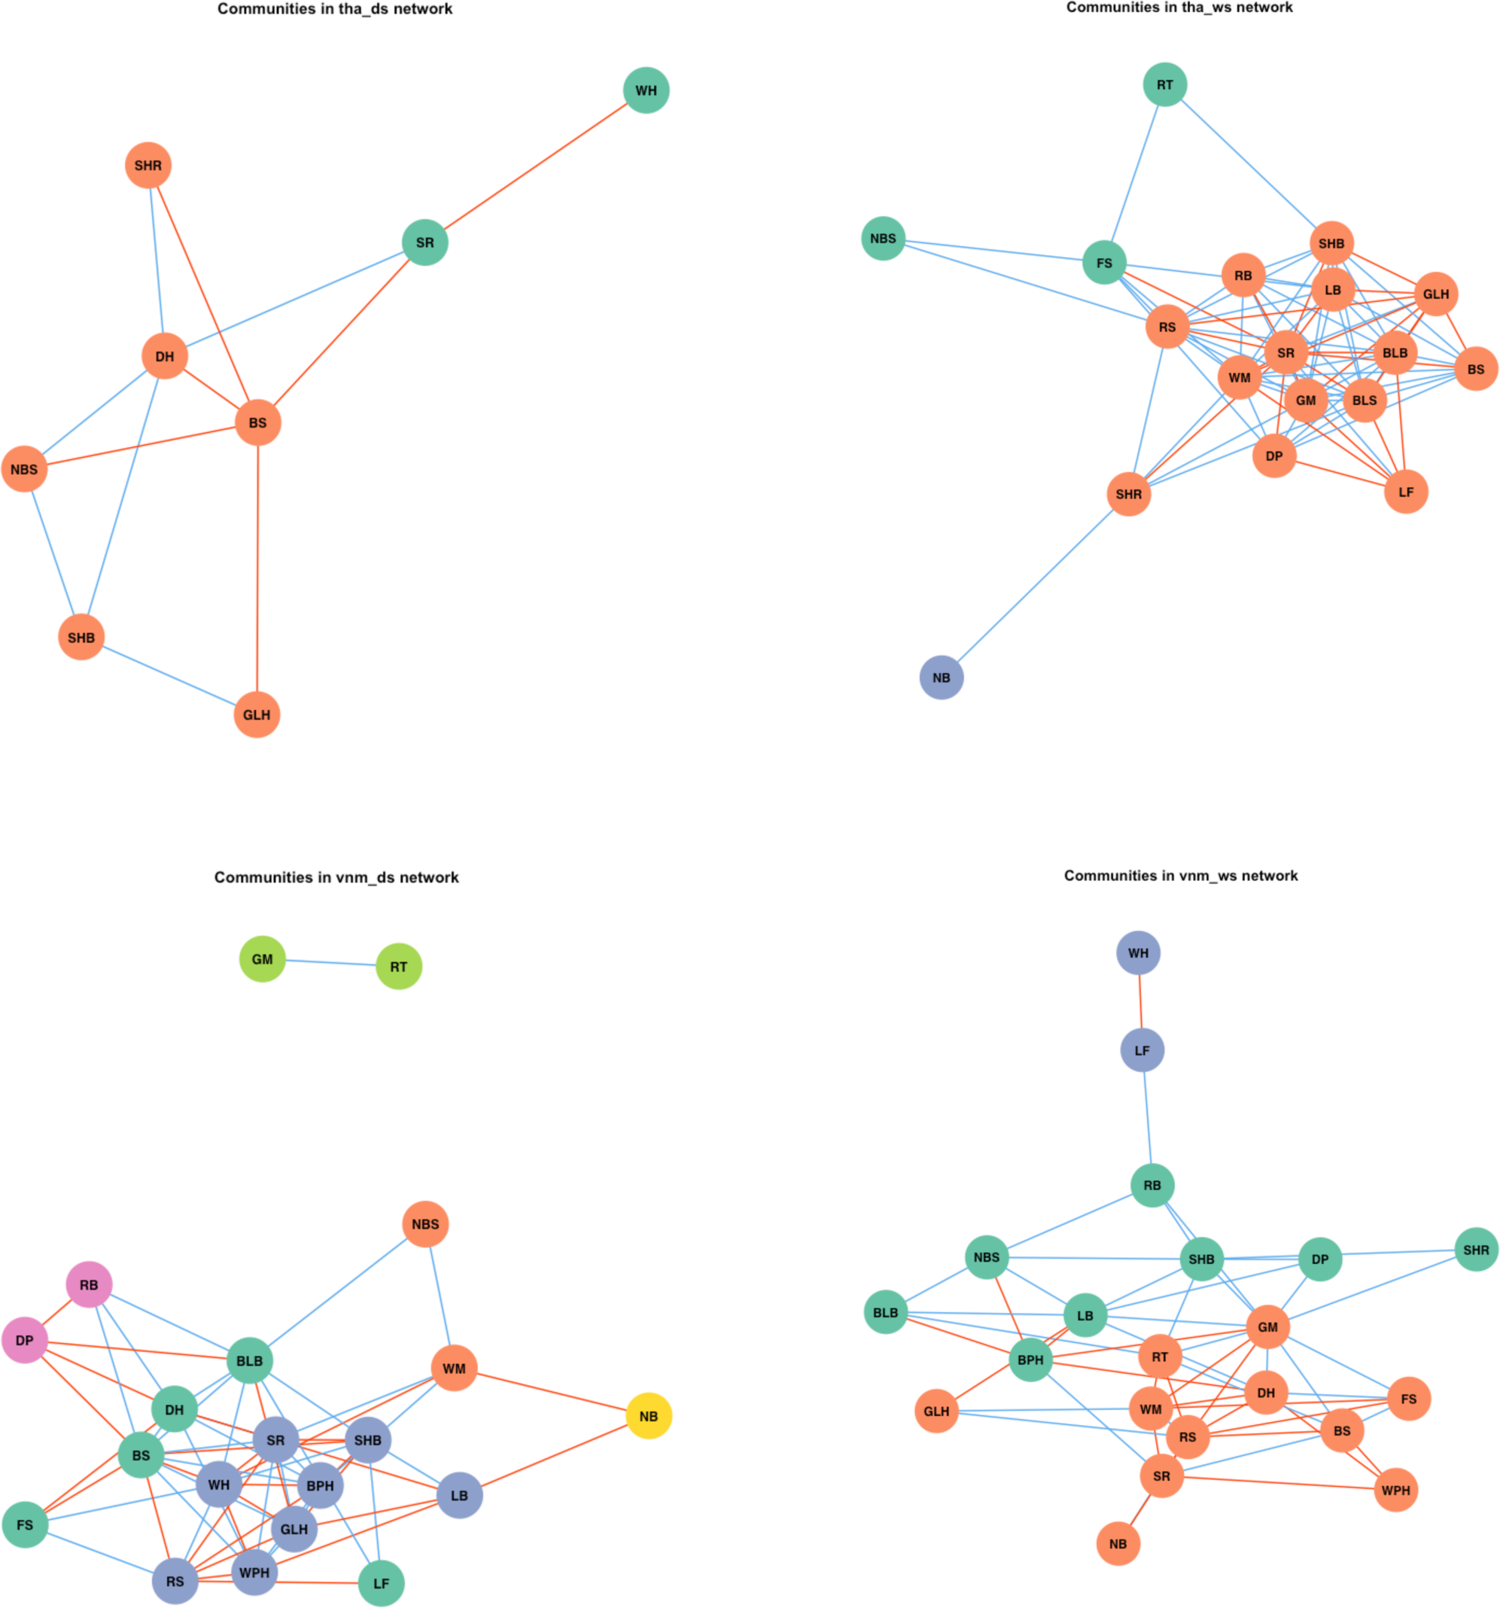 Communities in tha_ds network
WH
SHR
SR
DH
BS
NBS
SHB
GLH
Communities in tha_ws network
RT
NBS
FS
SHB
RB
LB
GLH
RS
SR
BLB
BS
WM
GM
BLS
DP
LF
SHR
NB
Communities in vnm_ds network
GM
RT
NBS
RB
DP
BLB
WM
DH
NB
SR
SHB
BS
WH
BPH
LB
FS
GLH
WPH
RS
LF
Communities in vnm_ws network
WH
LF
RB
NBS
SHB
DP
SHR
BLB
LB
GM
BPH
RT
DH
FS
GLH
WM
RS
BS
SR
WPH
NB